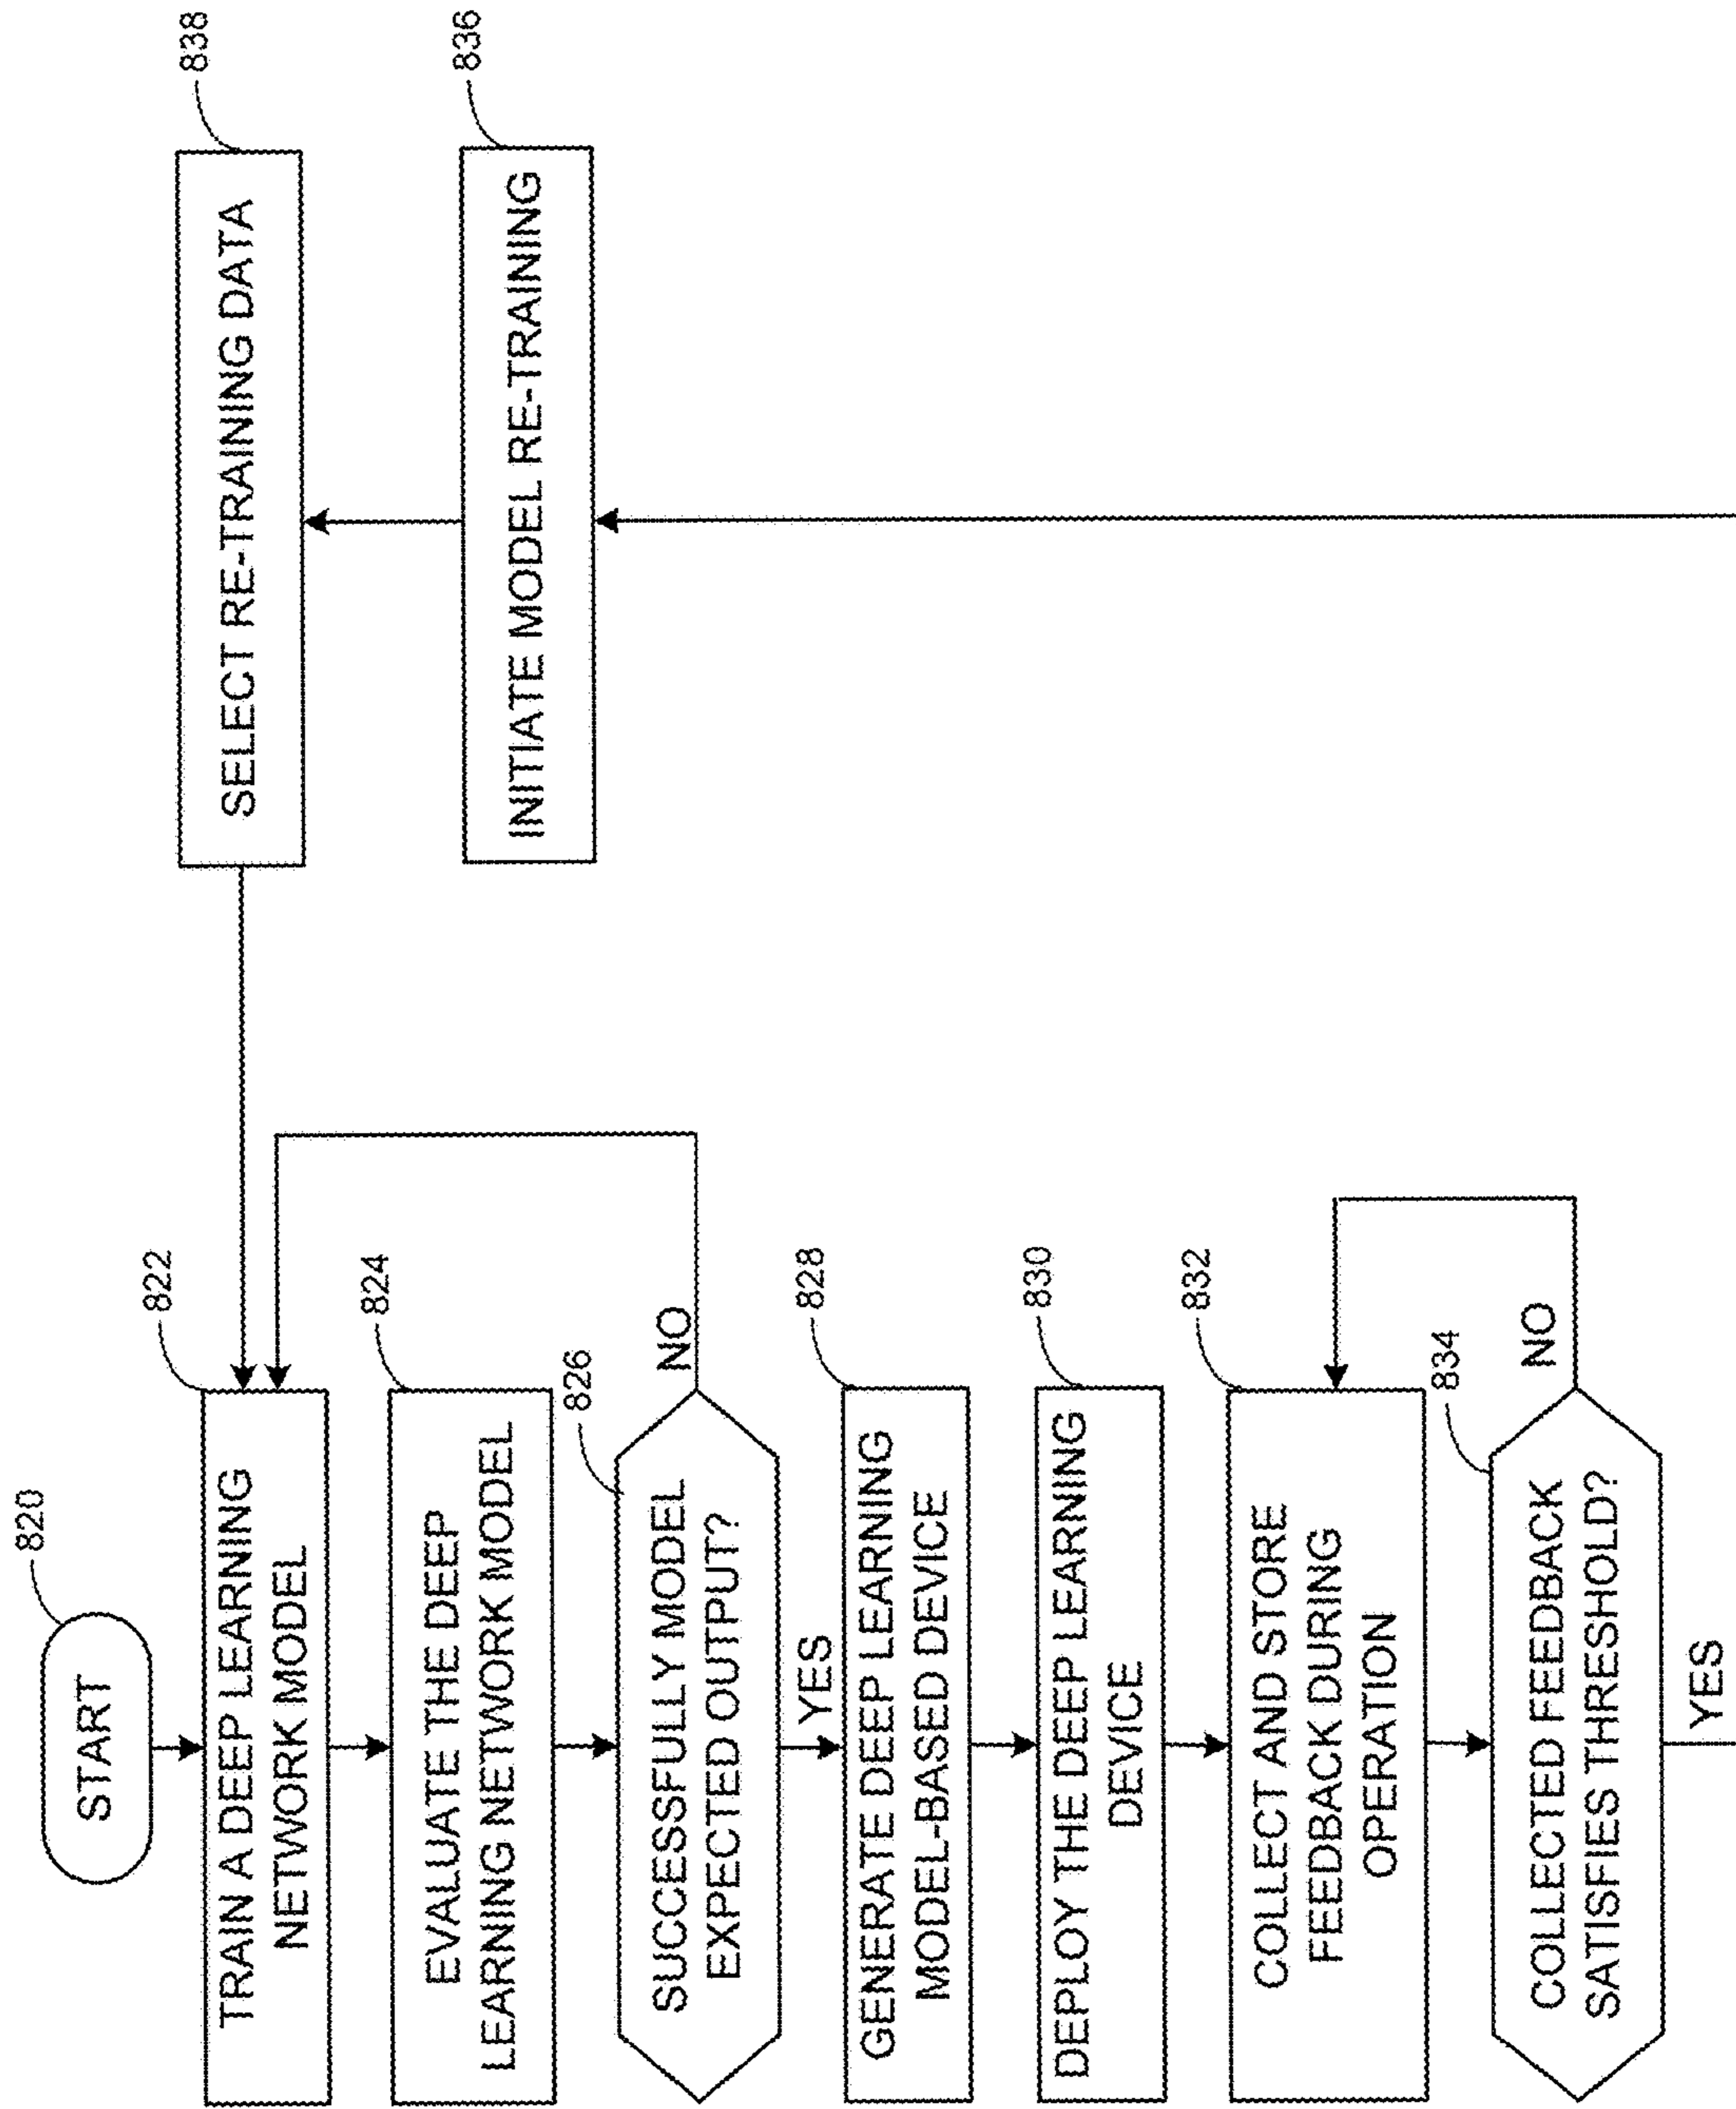 START
820
TRAIN A DEEP LEARNING
NETWORK MODEL
822
EVALUATE THE DEEP
LEARNING NETWORK MODEL
824
SUCCESSFULLY MODEL
EXPECTED OUTPUT?
826
NO
YES
GENERATE DEEP LEARNING
MODEL-BASED DEVICE
828
DEPLOY THE DEEP LEARNING
DEVICE
830
COLLECT AND STORE
FEEDBACK DURING
OPERATION
832
COLLECTED FEEDBACK
SATISFIES THRESHOLD?
834
NO
YES
INITIATE MODEL RE-TRAINING
836
SELECT RE-TRAINING DATA
838